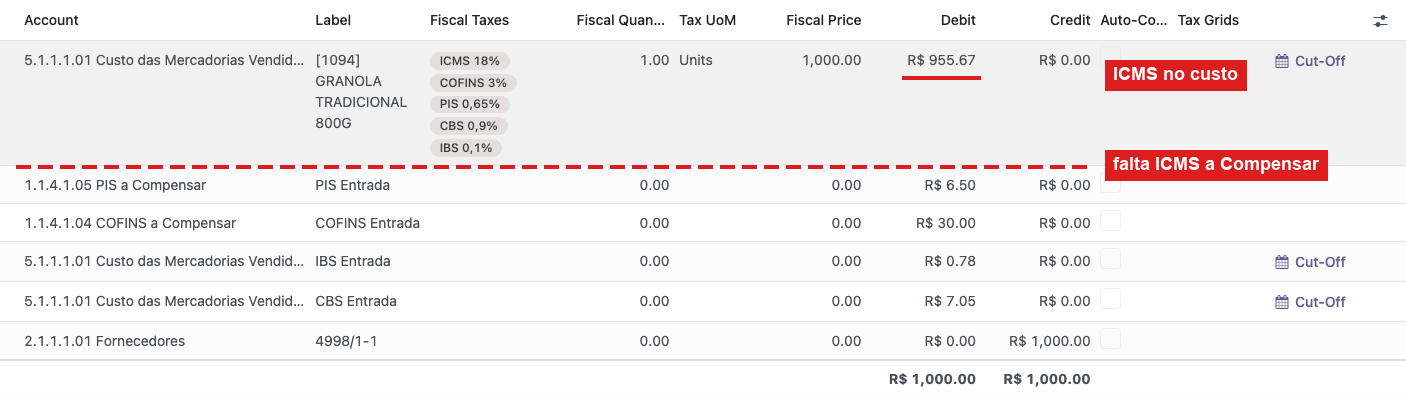 Account Label Fiscal Taxes Fiscal Quan... Tax UoM Fiscal Price Debit Credit Auto-Co... Tax Grids
5.1.1.1.01 Custo das Mercadorias Vendid... [1094] ICMS 18% 1.00 Units 1,000.00 R$ 955.67 R$ 0.00 Cut-Off
ICMS no custo
GRANOLA COFINS 3%
TRADICIONAL PIS 0,65%
800G CBS 0,9%
IBS 0,1%
falta ICMS a Compensar
1.1.4.1.05 PIS a Compensar PIS Entrada 0.00 0.00 R$ 6.50 R$ 0.00
1.1.4.1.04 COFINS a Compensar COFINS Entrada 0.00 0.00 R$ 30.00 R$ 0.00
5.1.1.1.01 Custo das Mercadorias Vendid... IBS Entrada 0.00 0.00 R$ 0.78 R$ 0.00 Cut-Off
5.1.1.1.01 Custo das Mercadorias Vendid... CBS Entrada 0.00 0.00 R$ 7.05 R$ 0.00 Cut-Off
2.1.1.1.01 Fornecedores 4998/1-1 0.00 0.00 R$ 0.00 R$ 1,000.00
R$ 1,000.00 R$ 1,000.00